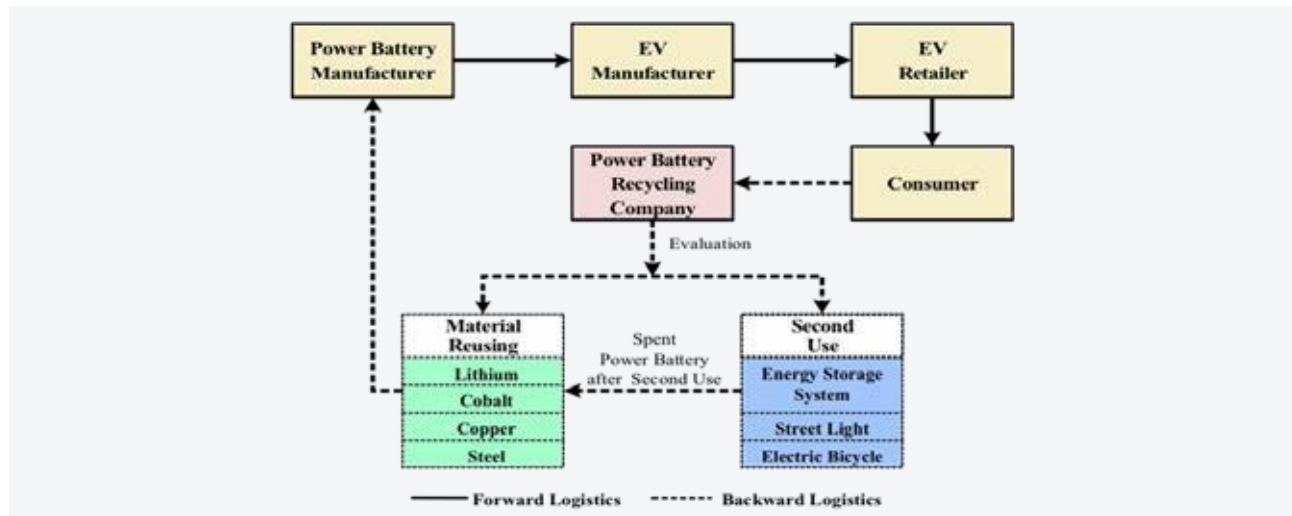 Power Battery
Manufacturer
EV
Manufacturer
EV
Retailer
Power Battery
Recycling
Company
Consumer
Evaluation
Material
Reusing
Lithium
Cobalt
Copper
Steel
Spent
Power Battery
after Second Use
Second
Use
Energy Storage
System
Street Light
Electric Bicycle
Forward Logistics
Backward Logistics